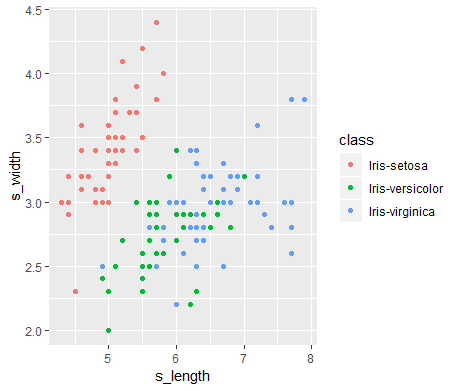 4.5
4.0
3.5
3.0
2.5
2.0
s_width
5
6
7
8
s_length
class
Iris-setosa
Iris-versicolor
Iris-virginica